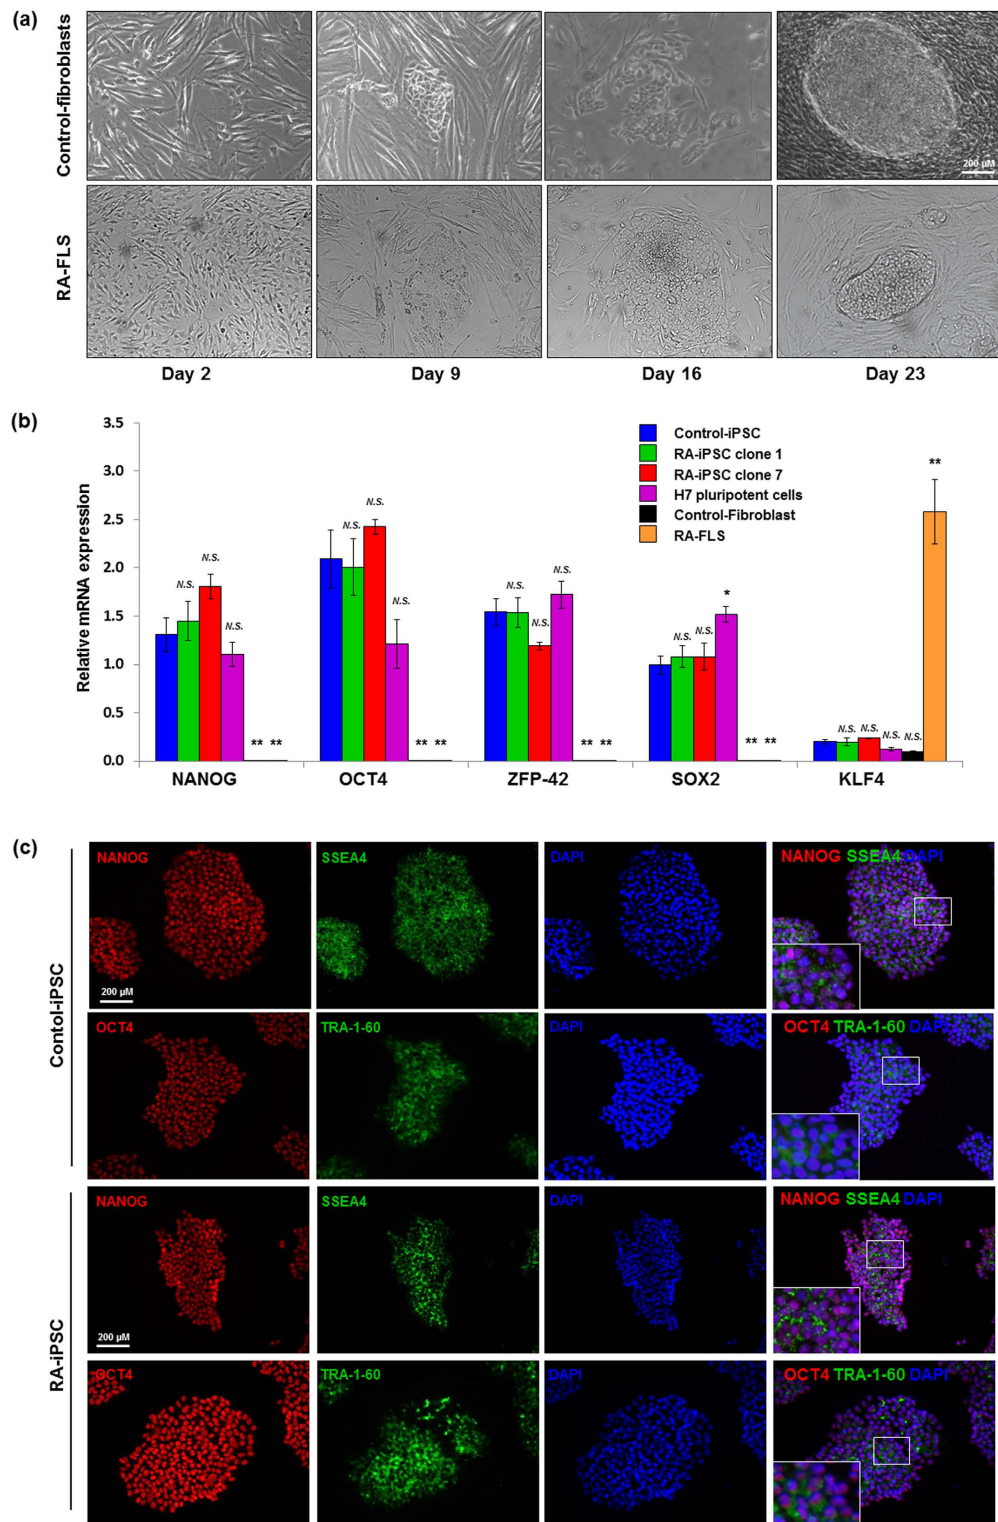 (a)
Control-fibroblasts
200 µM
RA-FLS
Day 2
Day 9
Day 16
Day 23
(b)
Relative mRNA expression
3.5
3.0
2.5
2.0
1.5
1.0
0.5
0.0
Control-iPSC
RA-iPSC clone 1
RA-iPSC clone 7
H7 pluripotent cells
Control-Fibroblast
RA-FLS
N.S.
N.S.
N.S.
** **
N.S.
N.S.
N.S.
** **
N.S.
N.S.
N.S.
** **
N.S.
N.S.
*
** **
N.S.
N.S.
N.S.
N.S.
**
NANOG
OCT4
ZFP-42
SOX2
KLF4
(c)
Contol-iPSC
NANOG
200 µM
SSEA4
DAPI
NANOG SSEA4 DAPI
OCT4
TRA-1-60
DAPI
OCT4 TRA-1-60 DAPI
RA-iPSC
NANOG
200 µM
SSEA4
DAPI
NANOG SSEA4 DAPI
OCT4
TRA-1-60
DAPI
OCT4 TRA-1-60 DAPI